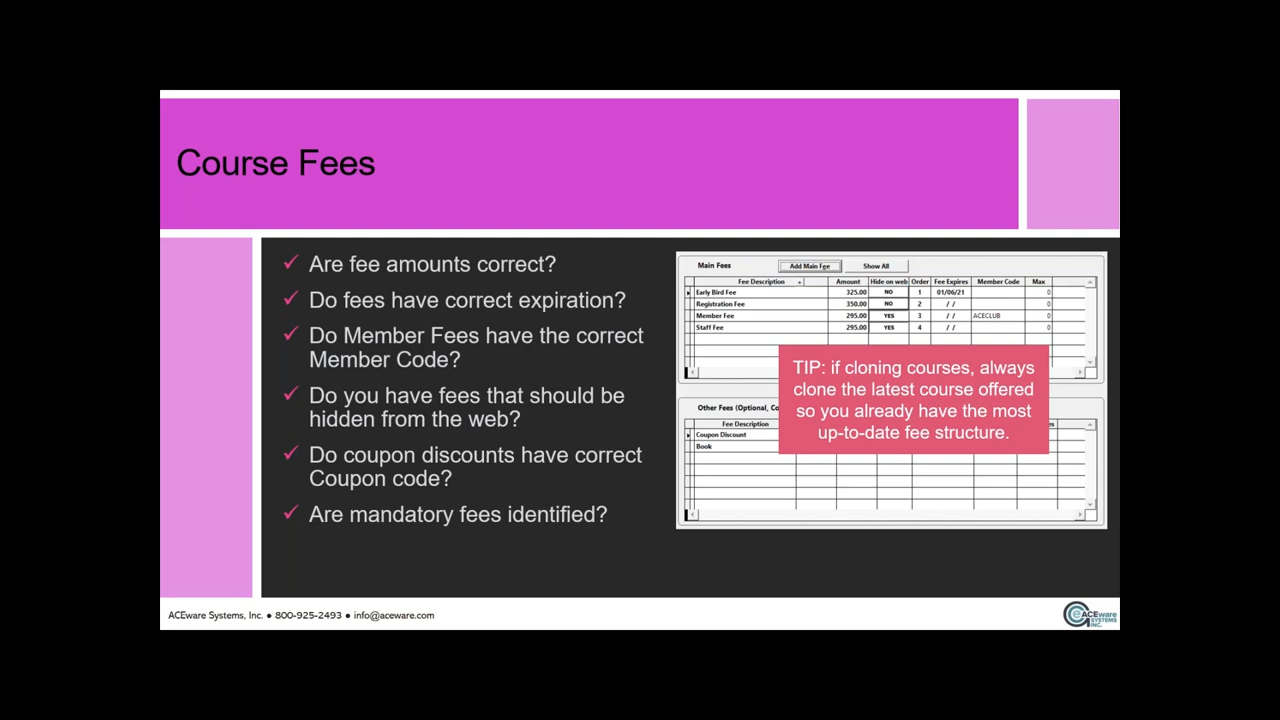 Course Fees
✓ Are fee amounts correct?
✓ Do fees have correct expiration?
✓ Do Member Fees have the correct
Member Code?
✓ Do you have fees that should be
hidden from the web?
✓ Do coupon discounts have correct
Coupon code?
✓ Are mandatory fees identified?
Main Fees Add Main Fee Show All
Fee Description Amount Hide on web Order Fee Expires Member Code Max
Early Bird Fee 325.00 NO 1 01/06/21 0
Registration Fee 350.00 NO 2 / / 0
Member Fee 295.00 YES 3 / / ACECLUB 0
Staff Fee 295.00 YES 4 / / 0
TIP: if cloning courses, always
clone the latest course offered
so you already have the most
up-to-date fee structure.
Other Fees (Optional,
Fee Description
Coupon Discount
Book
ACEware Systems, Inc. ● 800-925-2493 ● info@aceware.com
ACEware
SYSTEMS
INC.